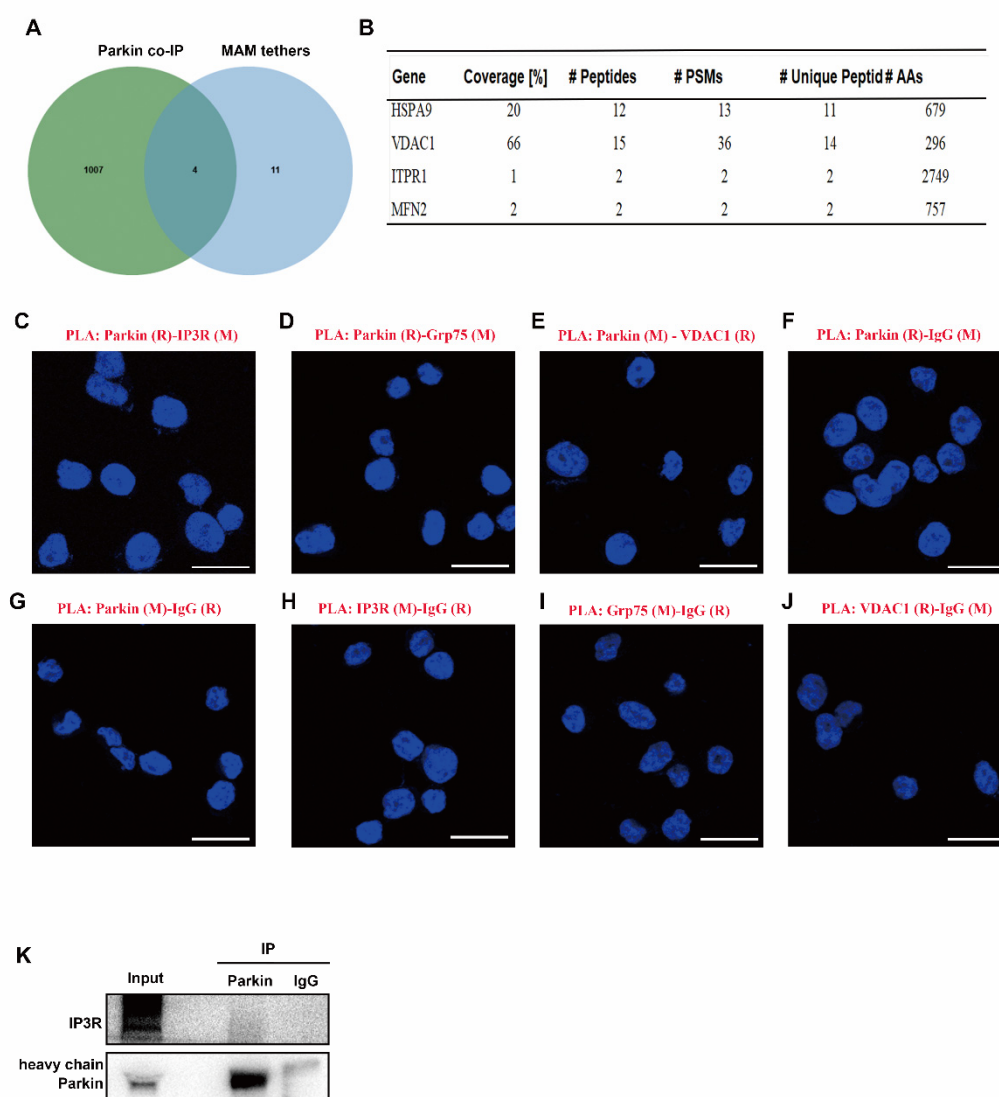 A
B
Parkin co-IP MAM tethers
1007 4 11
Gene Coverage [%] # Peptides # PSMs # Unique Peptid # AAs
HSPA9 20 12 13 11 679
VDAC1 66 15 36 14 296
ITPR1 1 2 2 2 2749
MFN2 2 2 2 2 757
C PLA: Parkin (R)-IP3R (M)
D PLA: Parkin (R)-Grp75 (M)
E PLA: Parkin (M) - VDAC1 (R)
F PLA: Parkin (R)-IgG (M)
G PLA: Parkin (M)-IgG (R)
H PLA: IP3R (M)-IgG (R)
I PLA: Grp75 (M)-IgG (R)
J PLA: VDAC1 (R)-IgG (M)
K
IP
Input Parkin IgG
IP3R
heavy chain
Parkin